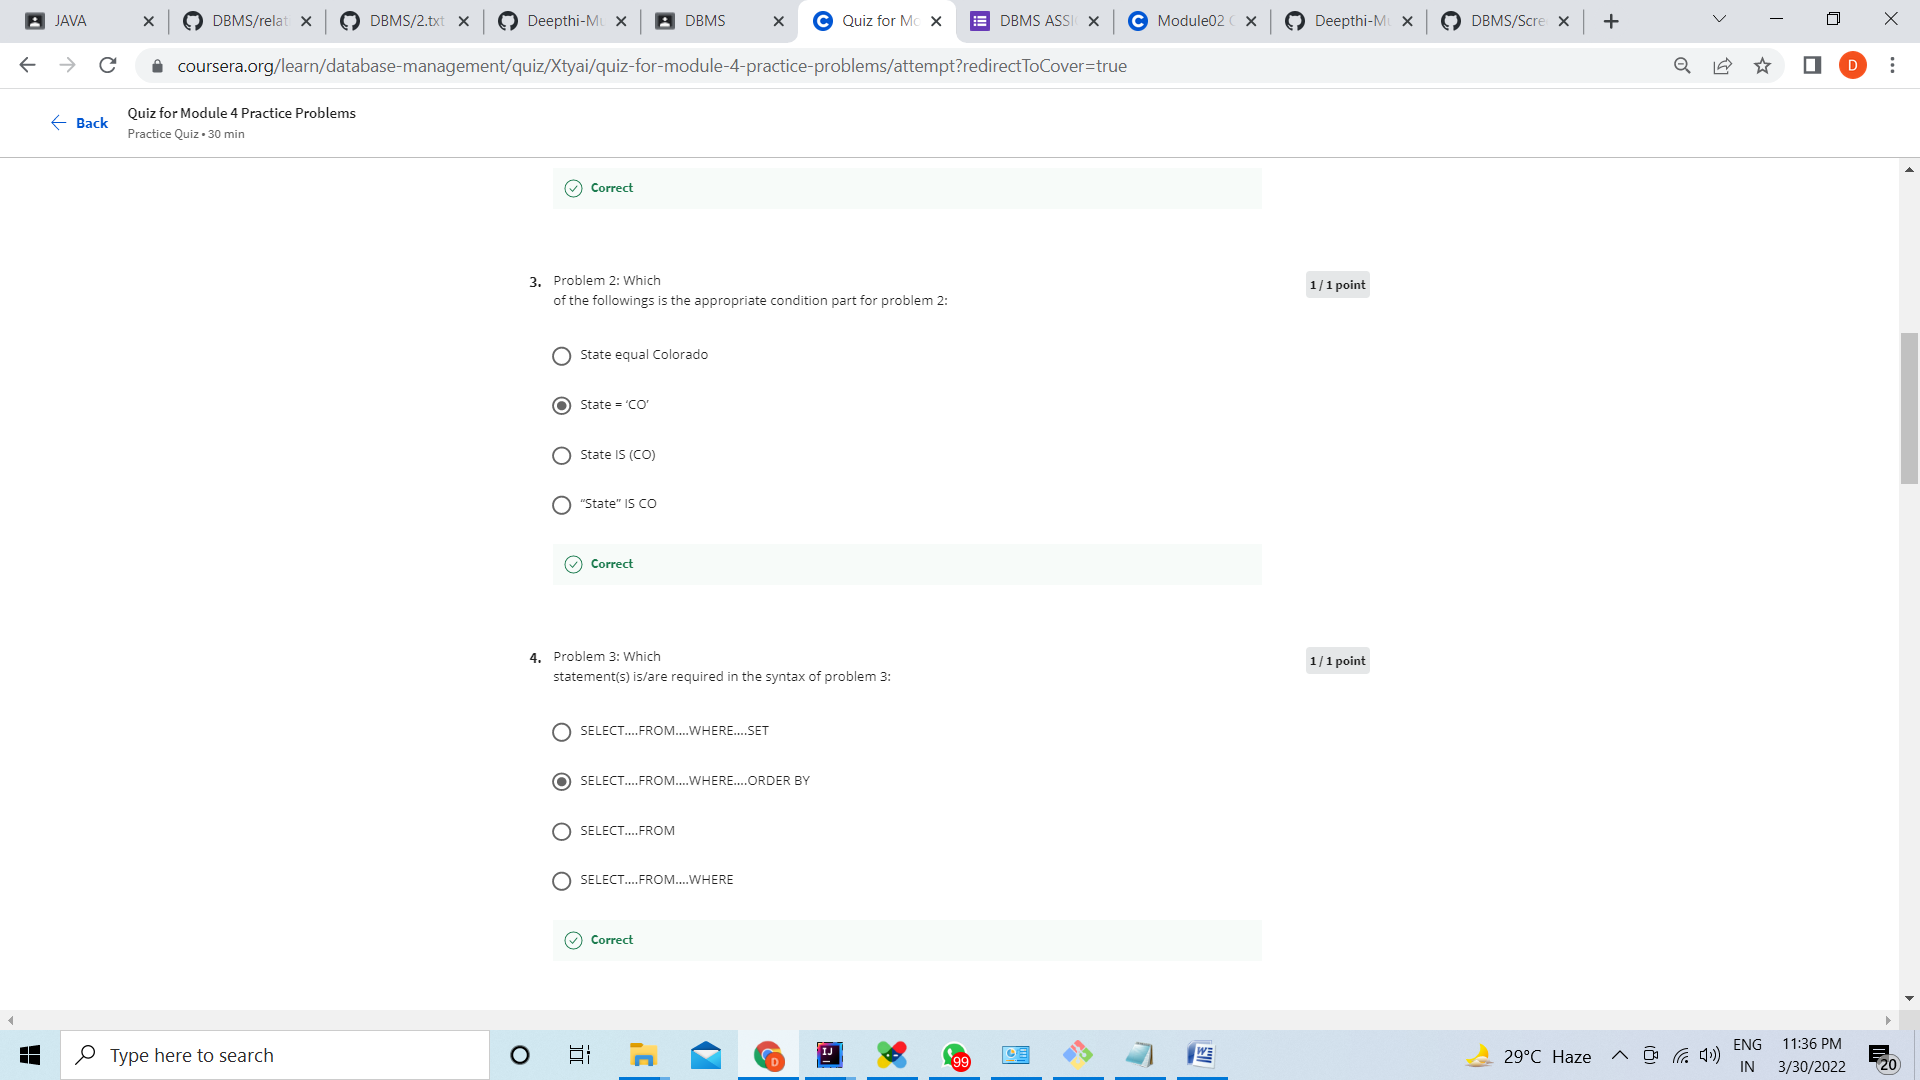 JAVA
DBMS/relat
DBMS/2.txt
Deepthi-Mu
DBMS
Quiz for Mo
DBMS ASSI
Module02
Deepthi-Mu
DBMS/Scre
coursera.org/learn/database-management/quiz/Xtyai/quiz-for-module-4-practice-problems/attempt?redirectToCover=true
D
Back
Quiz for Module 4 Practice Problems
Practice Quiz • 30 min
Correct
3. Problem 2: Which
of the followings is the appropriate condition part for problem 2:
1 / 1 point
State equal Colorado
State = ‘CO’
State IS (CO)
“State” IS CO
Correct
4. Problem 3: Which
statement(s) is/are required in the syntax of problem 3:
1 / 1 point
SELECT....FROM....WHERE....SET
SELECT....FROM....WHERE....ORDER BY
SELECT....FROM
SELECT....FROM....WHERE
Correct
Type here to search
D
IJ
99
W
29°C Haze
ENG
IN
11:36 PM
3/30/2022
20